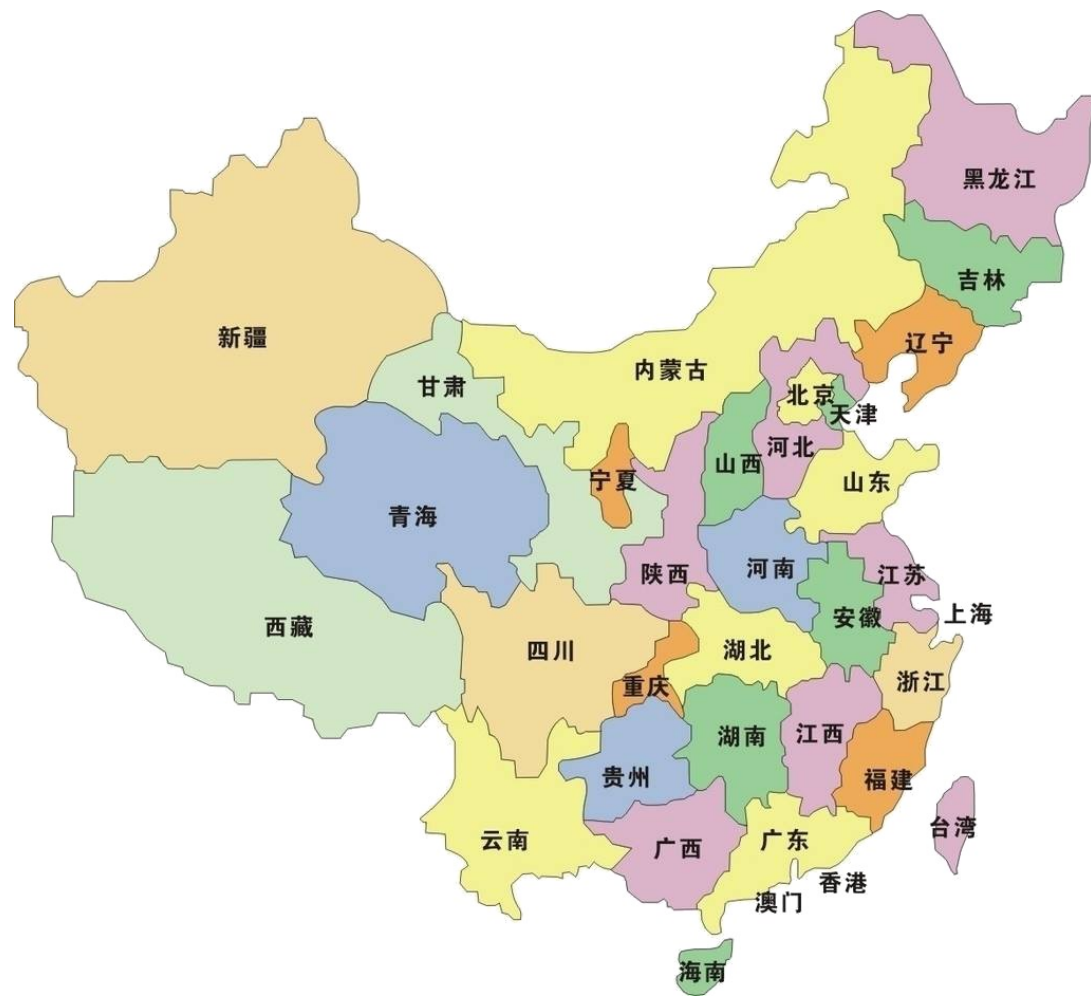 黑龙江
吉林
辽宁
新疆
内蒙古
甘肃
北京
天津
河北
山西
宁夏
山东
青海
陕西
河南
江苏
安徽
上海
西藏
四川
湖北
重庆
浙江
湖南
江西
贵州
福建
云南
广西
广东
台湾
香港
澳门
海南